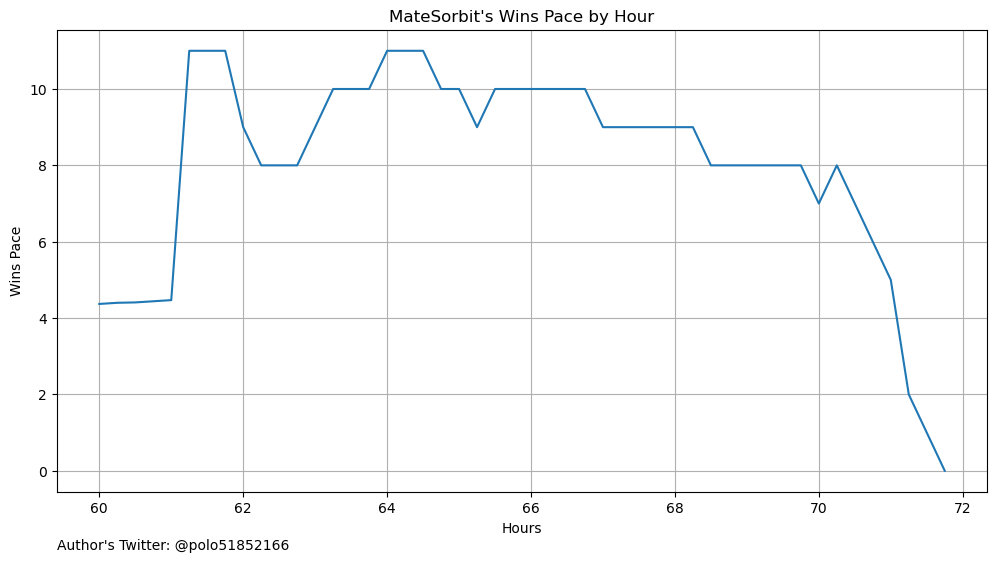 MateSorbit's Wins Pace by Hour
Wins Pace
10
8
6
4
2
0
60 62 64 66 68 70 72
Hours
Author's Twitter: @polo51852166